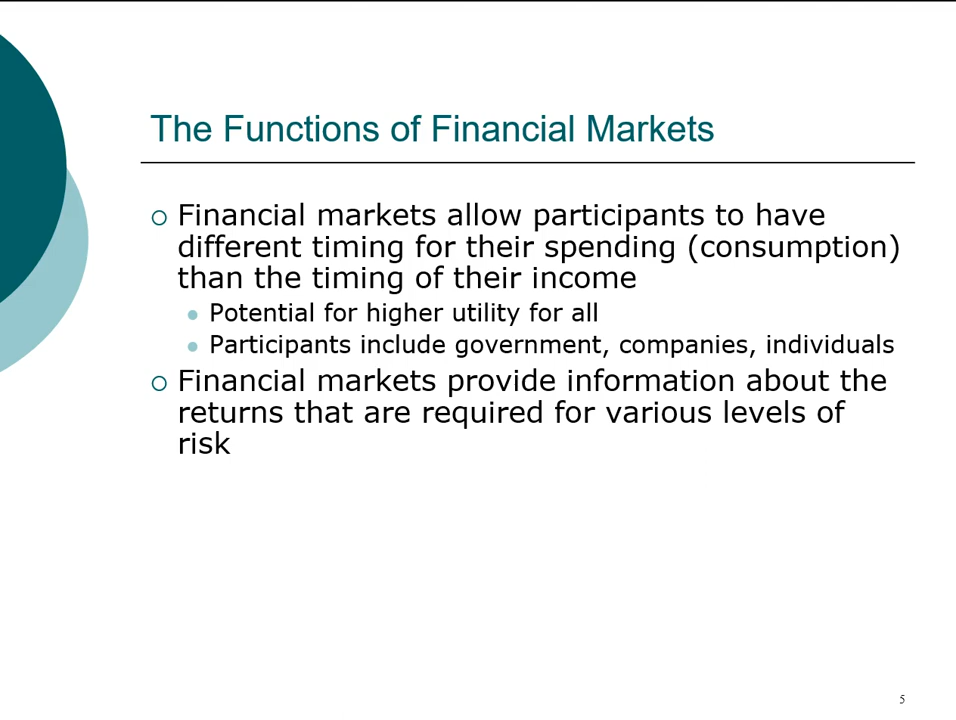 The Functions of Financial Markets
Financial markets allow participants to have
different timing for their spending (consumption)
than the timing of their income
Potential for higher utility for all
Participants include government, companies, individuals
Financial markets provide information about the
returns that are required for various levels of
risk
5